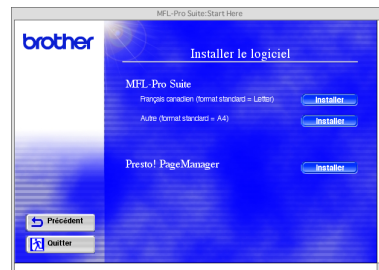 MFL-Pro Suite:Start Here
brother
Installer le logiciel
MFL-Pro Suite
Français canadien (format standard = Letter) Installer
Autre (format standard = A4) Installer
Presto! PageManager Installer
Précédent
Quitter